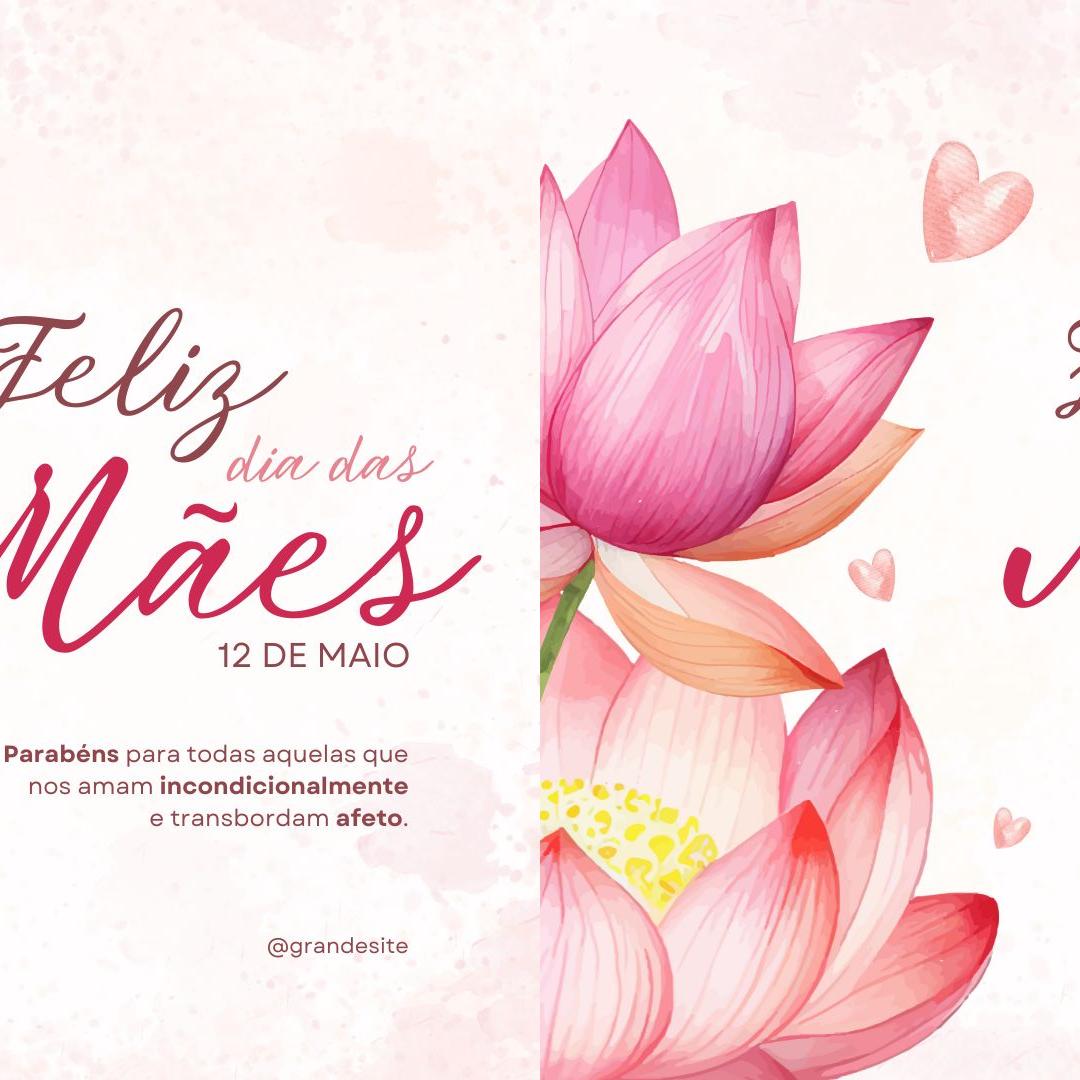 Feliz
dia das
Mães
12 DE MAIO
Parabéns para todas aquelas que
nos amam incondicionalmente
e transbordam afeto.
@grandesite